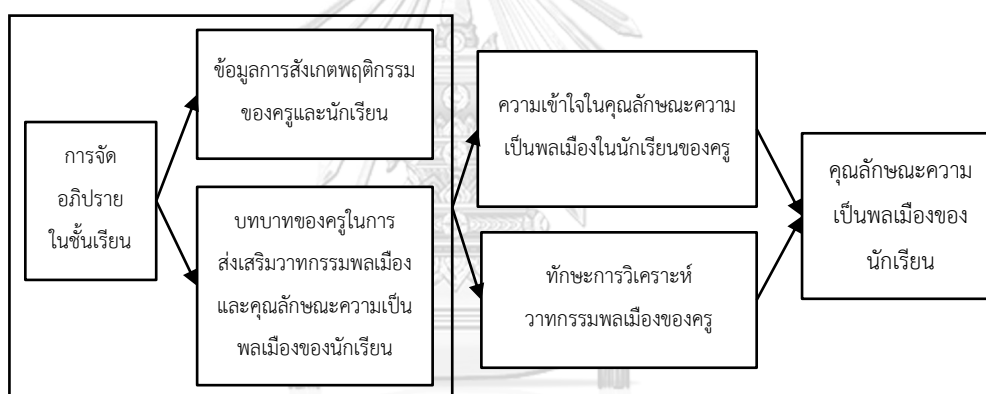 การจัด
อภิปราย
ในชั้นเรียน
ข้อมูลการสังเกตพฤติกรรม
ของครูและนักเรียน
บทบาทของครูในการ
ส่งเสริมวาทกรรมพลเมือง
และคุณลักษณะความเป็น
พลเมืองของนักเรียน
ความเข้าใจในคุณลักษณะความ
เป็นพลเมืองในนักเรียนของครู
ทักษะการวิเคราะห์
วาทกรรมพลเมืองของครู
คุณลักษณะความ
เป็นพลเมืองของ
นักเรียน